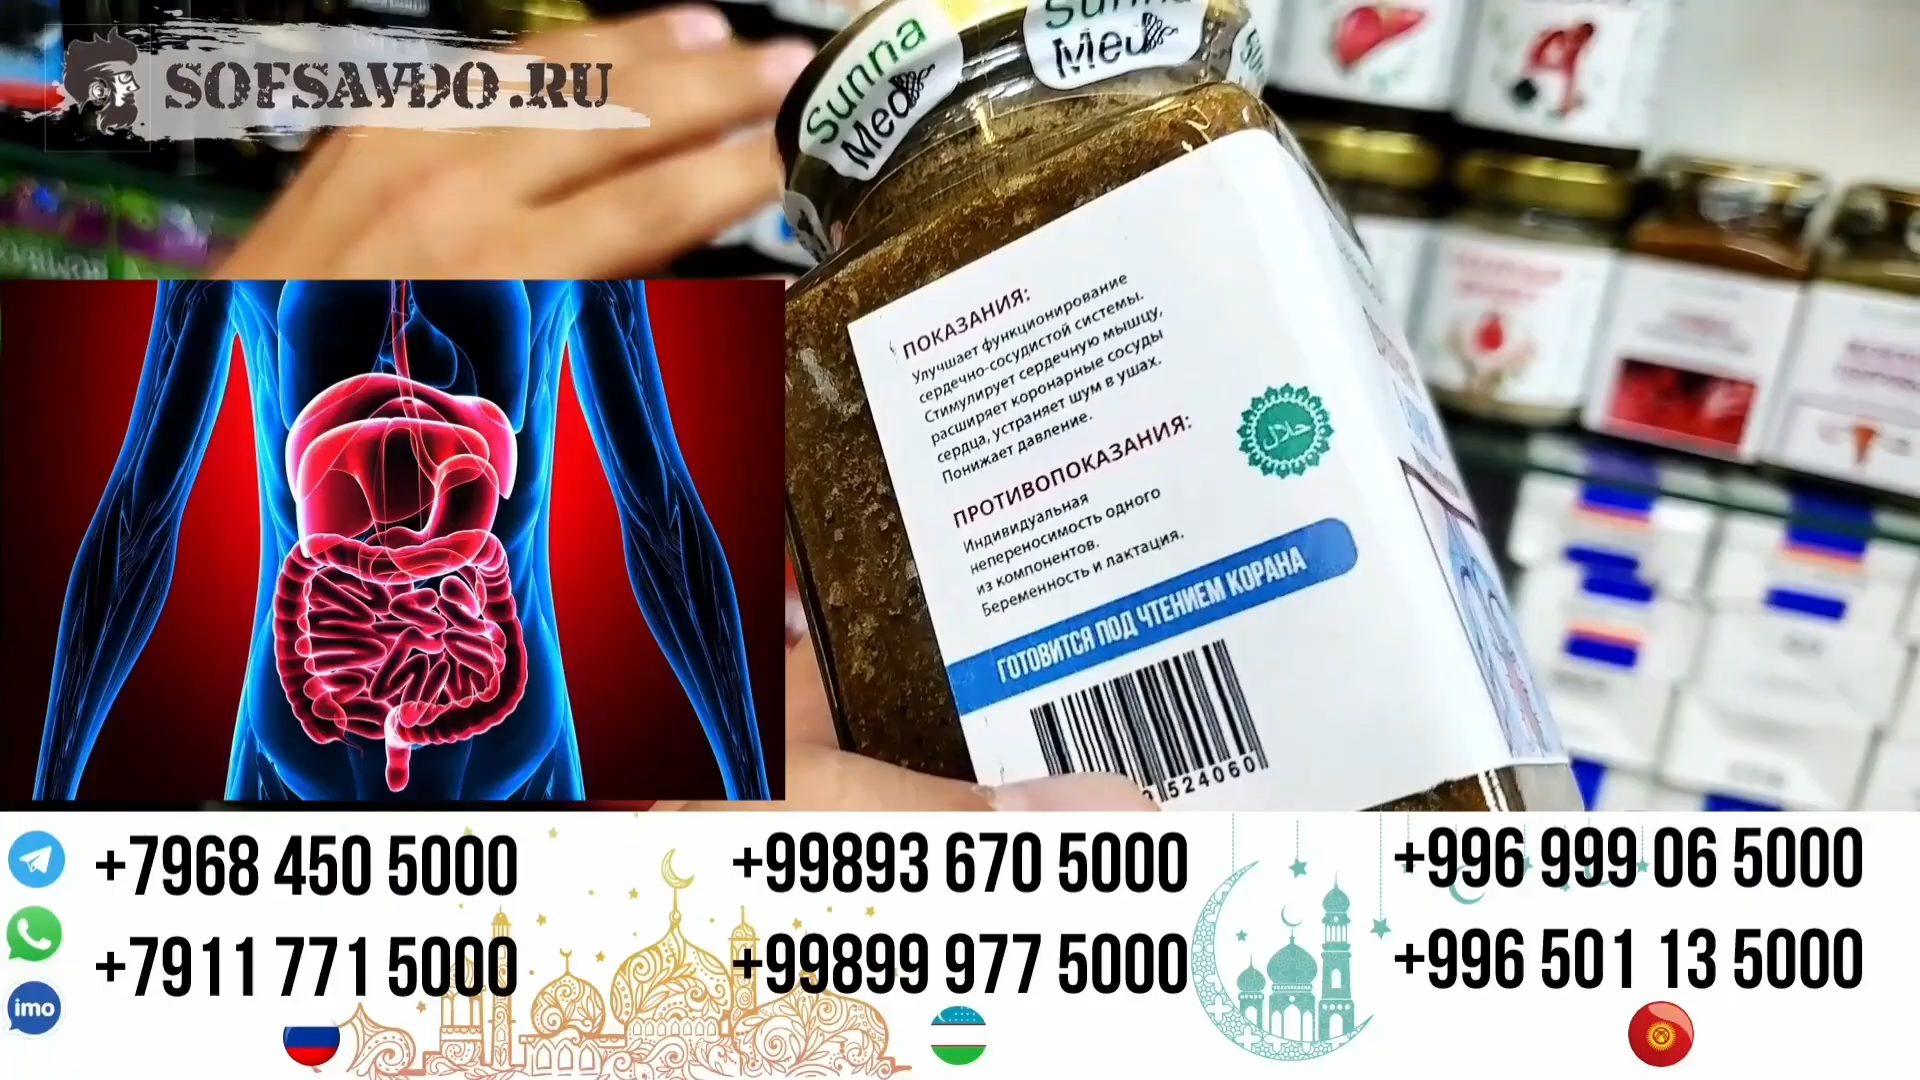 SOFSAVDO.RU
Sunna
Med
Sunna
Med
ПОКАЗАНИЯ:
Улучшает функционирование
сердечно-сосудистой системы.
Стимулирует сердечную мышцу,
расширяет коронарные сосуды
сердца, устраняет шум в ушах.
Понижает давление.
ПРОТИВОПОКАЗАНИЯ:
Индивидуальная
непереносимость одного
из компонентов.
Беременность и лактация.
حلال
ГОТОВИТСЯ ПОД ЧТЕНИЕМ КОРАНА
524060
+7968 450 5000
+99893 670 5000
+996 999 06 5000
+7911 771 5000
+99899 977 5000
+996 501 13 5000
imo